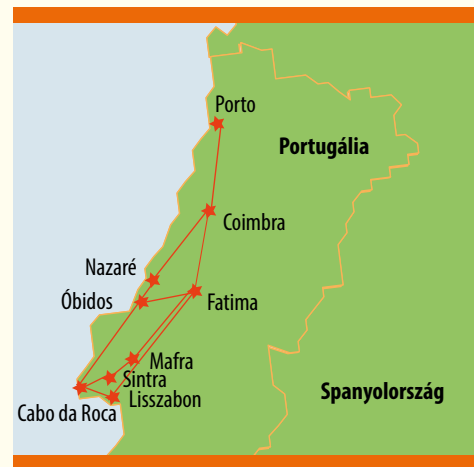 Porto
Portugália
Coimbra
Nazaré
Óbidos
Fatima
Mafra
Sintra
Lisszabon
Cabo da Roca
Spanyolország